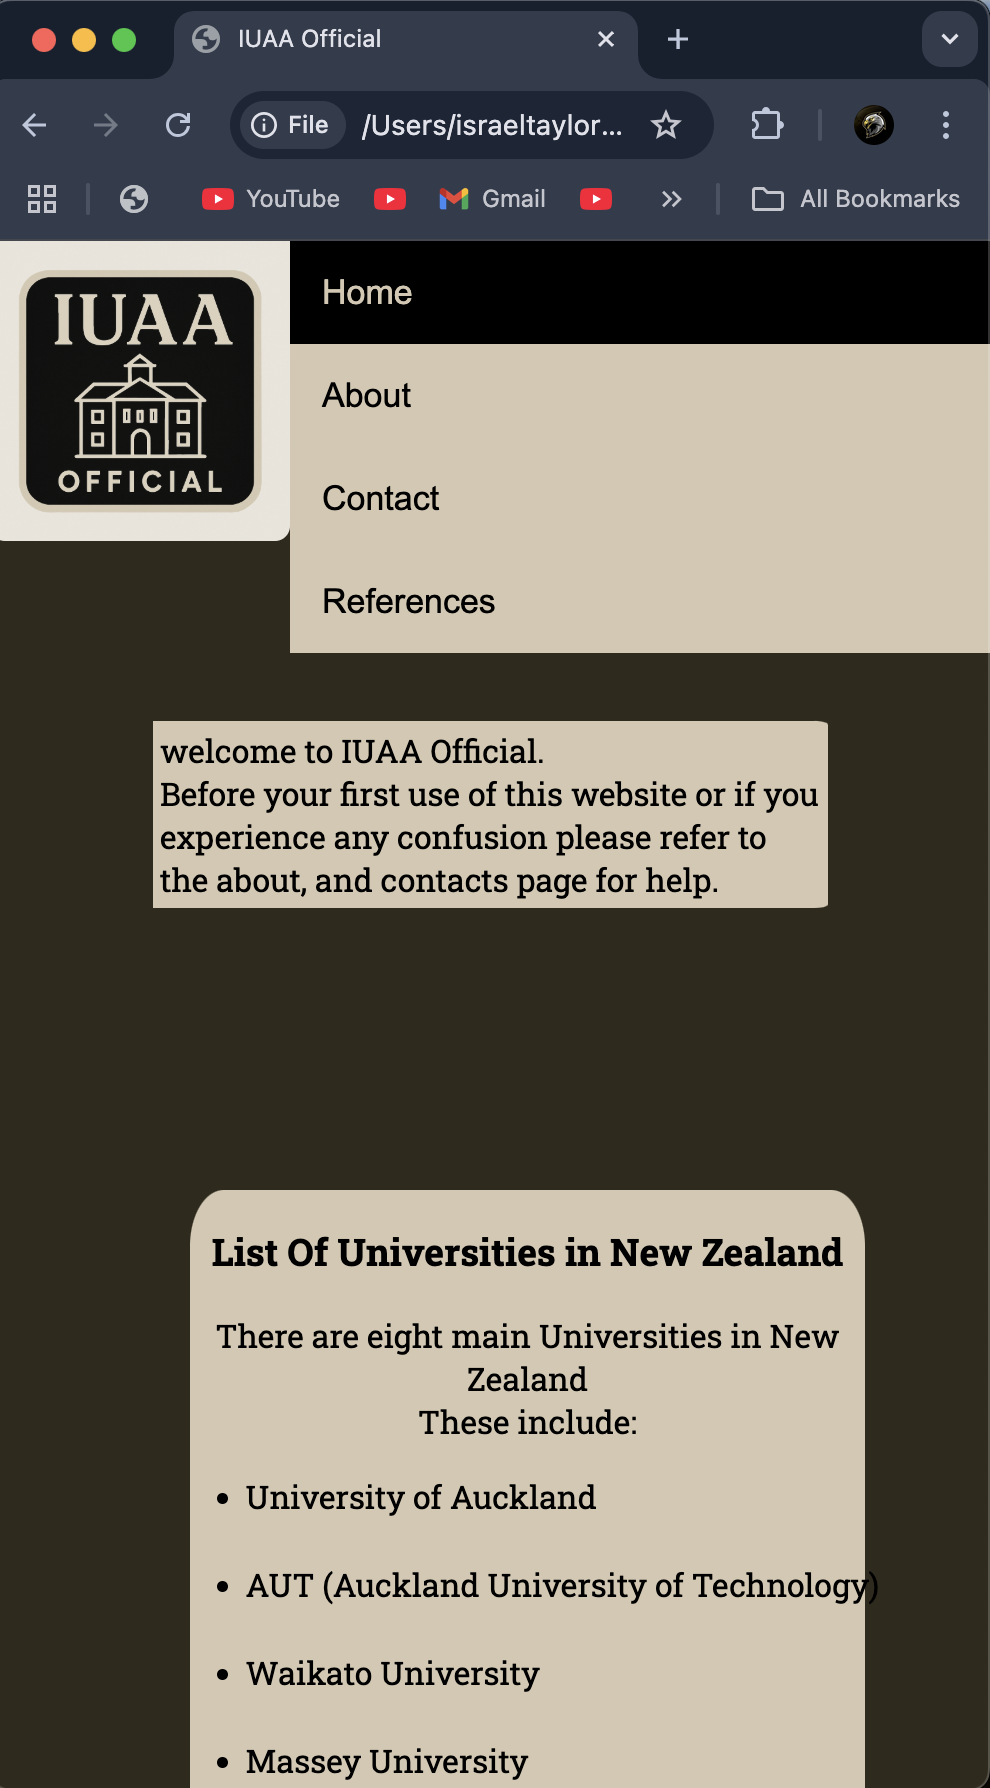 IUAA Official
File
/Users/israeltaylor...
YouTube
Gmail
All Bookmarks
IUAA
OFFICIAL
Home
About
Contact
References
welcome to IUAA Official.
Before your first use of this website or if you
experience any confusion please refer to
the about, and contacts page for help.
List Of Universities in New Zealand
There are eight main Universities in New
Zealand
These include:
• University of Auckland
• AUT (Auckland University of Technology)
• Waikato University
• Massey University